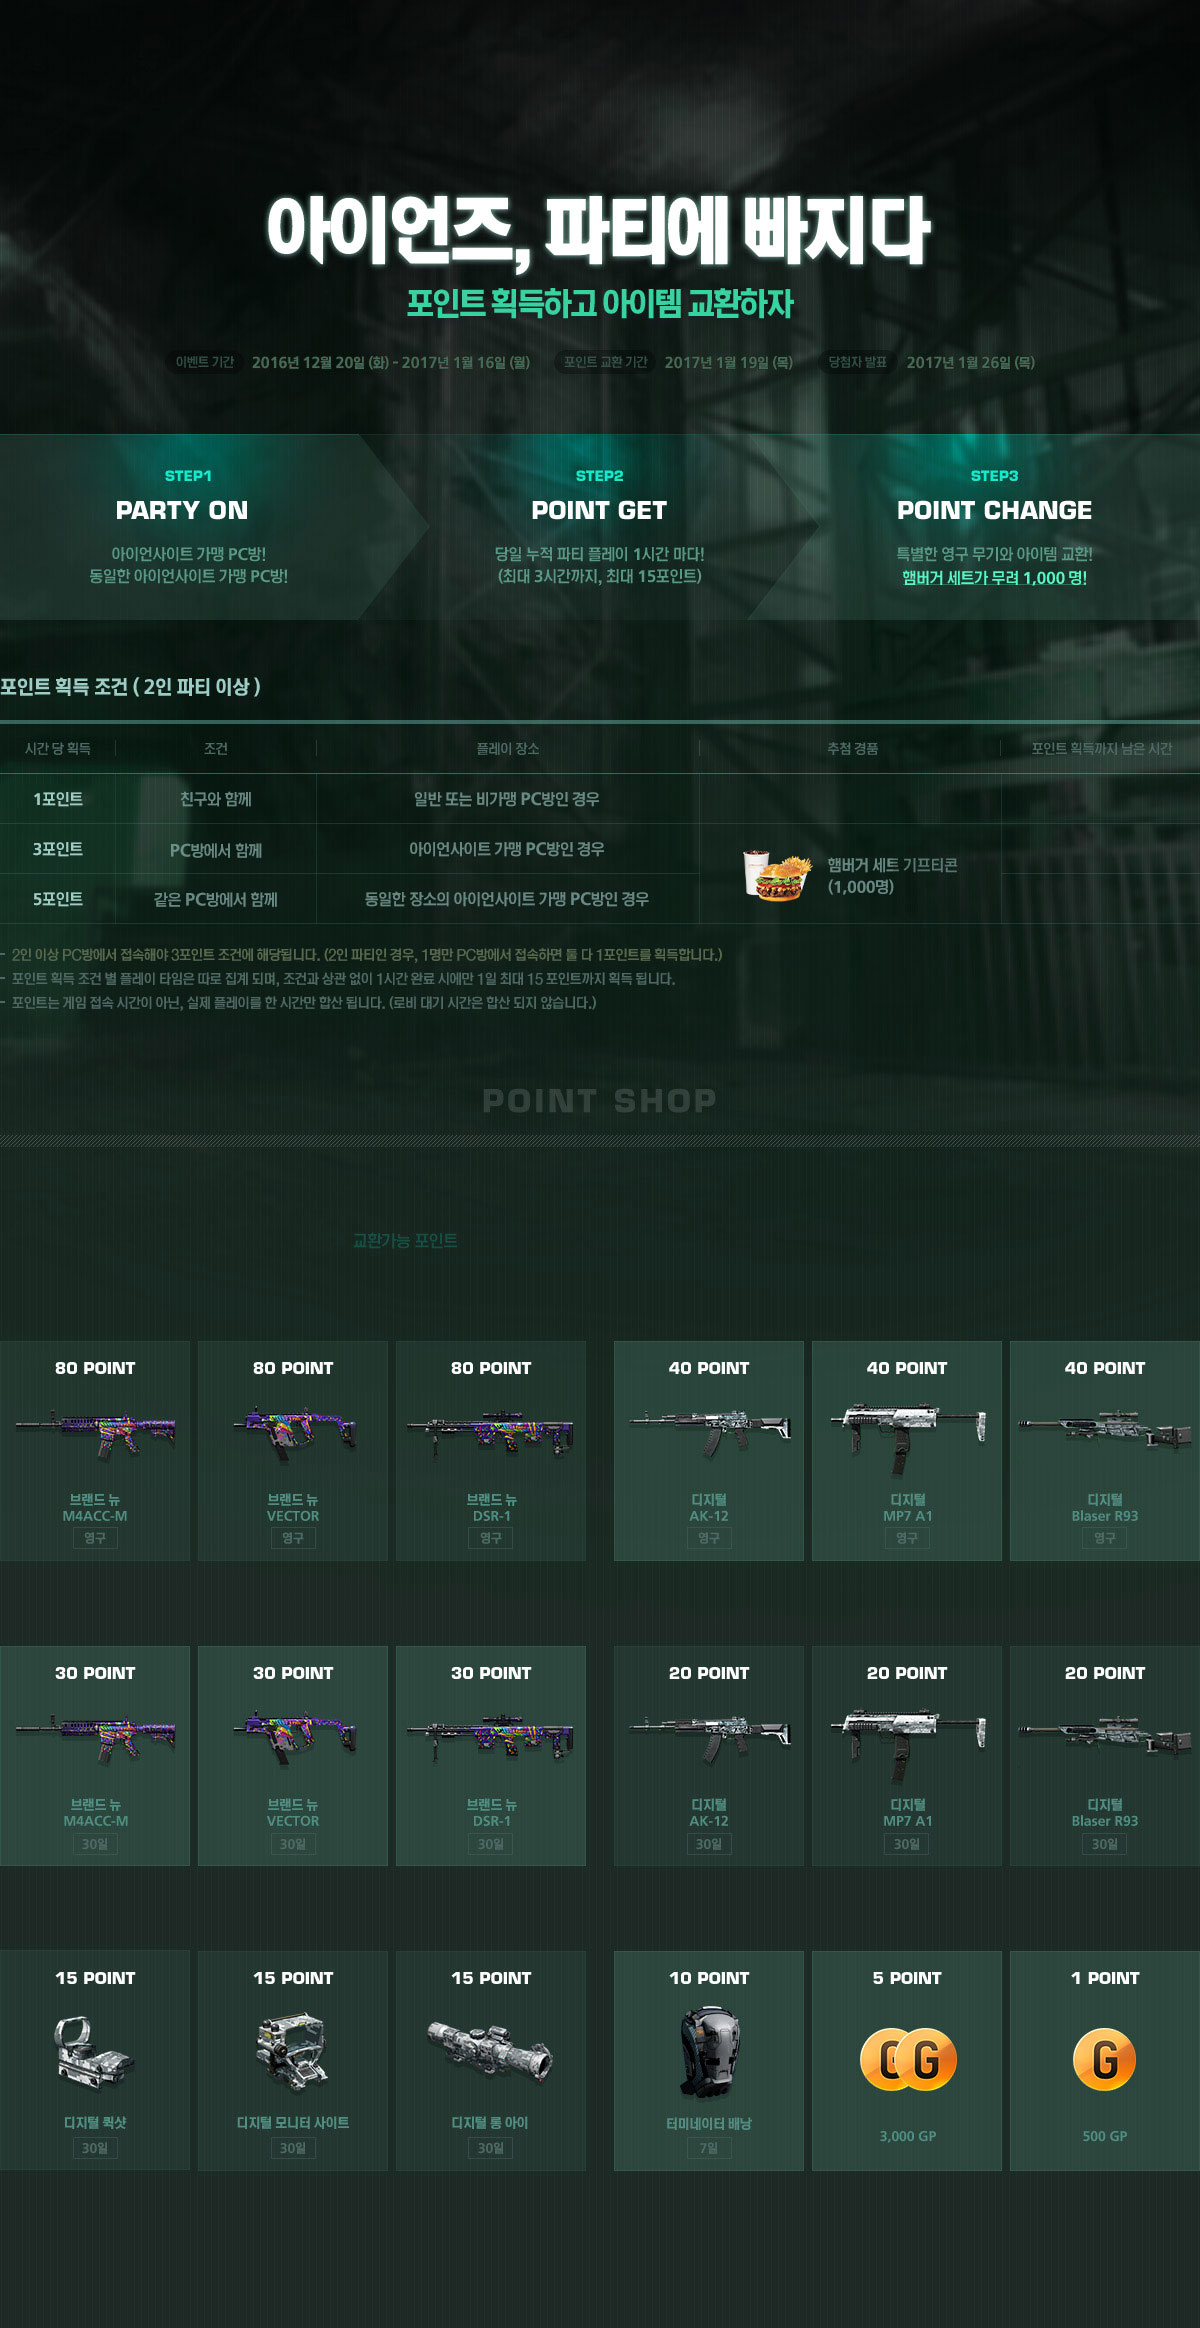 아이언즈, 파티에 빠지다
포인트 획득하고 아이템 교환하자
이벤트 기간 2016년 12월 20일 (화) - 2017년 1월 16일 (월) 포인트 교환 기간 2017년 1월 19일 (목) 당첨자 발표 2017년 1월 26일 (목)
STEP1
PARTY ON
아이언사이트 가맹 PC방!
동일한 아이언사이트 가맹 PC방!
STEP2
POINT GET
당일 누적 파티 플레이 1시간 마다!
(최대 3시간까지, 최대 15포인트)
STEP3
POINT CHANGE
특별한 영구 무기와 아이템 교환!
햄버거 세트가 무려 1,000 명!
포인트 획득 조건 ( 2인 파티 이상 )
시간 당 획득 조건 플레이 장소 추첨 경품 포인트 획득까지 남은 시간
1포인트 친구와 함께 일반 또는 비가맹 PC방인 경우
3포인트 PC방에서 함께 아이언사이트 가맹 PC방인 경우
5포인트 같은 PC방에서 함께 동일한 장소의 아이언사이트 가맹 PC방인 경우
햄버거 세트 기프티콘
(1,000명)
- 2인 이상 PC방에서 접속해야 3포인트 조건에 해당됩니다. (2인 파티인 경우, 1명만 PC방에서 접속하면 둘 다 1포인트를 획득합니다.)
- 포인트 획득 조건 별 플레이 타임은 따로 집계 되며, 조건과 상관 없이 1시간 완료 시에만 1일 최대 15 포인트까지 획득 됩니다.
- 포인트는 게임 접속 시간이 아닌, 실제 플레이를 한 시간만 합산 됩니다. (로비 대기 시간은 합산 되지 않습니다.)
POINT SHOP
교환가능 포인트
80 POINT 80 POINT 80 POINT 40 POINT 40 POINT 40 POINT
브랜드 뉴 브랜드 뉴 브랜드 뉴 디지털 디지털 디지털
M4ACC-M VECTOR DSR-1 AK-12 MP7 A1 Blaser R93
영구 영구 영구 영구 영구 영구
30 POINT 30 POINT 30 POINT 20 POINT 20 POINT 20 POINT
브랜드 뉴 브랜드 뉴 브랜드 뉴 디지털 디지털 디지털
M4ACC-M VECTOR DSR-1 AK-12 MP7 A1 Blaser R93
30일 30일 30일 30일 30일 30일
15 POINT 15 POINT 15 POINT 10 POINT 5 POINT 1 POINT
G G G
디지털 퀵샷 디지털 모니터 사이트 디지털 롱 아이 터미네이터 배낭 3,000 GP 500 GP
30일 30일 30일 7일